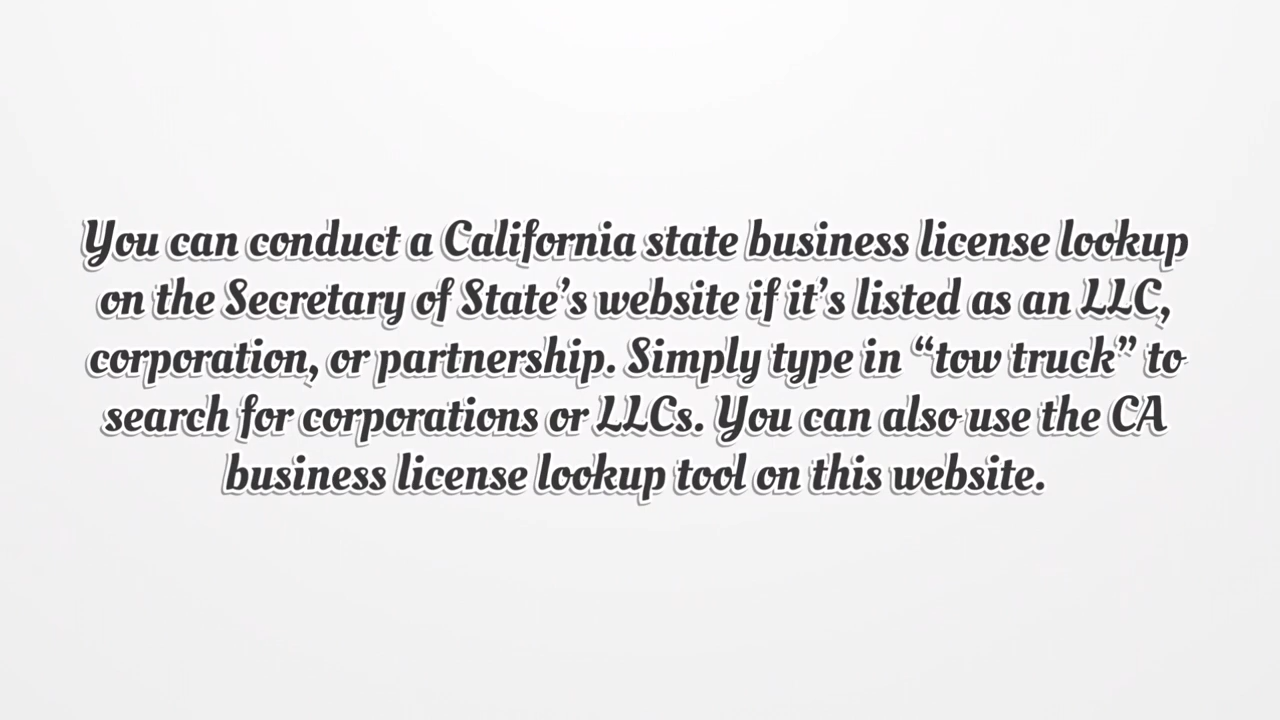 You can conduct a California state business license lookup
on the Secretary of State’s website if it’s listed as an LLC,
corporation, or partnership. Simply type in “tow truck” to
search for corporations or LLCs. You can also use the CA
business license lookup tool on this website.